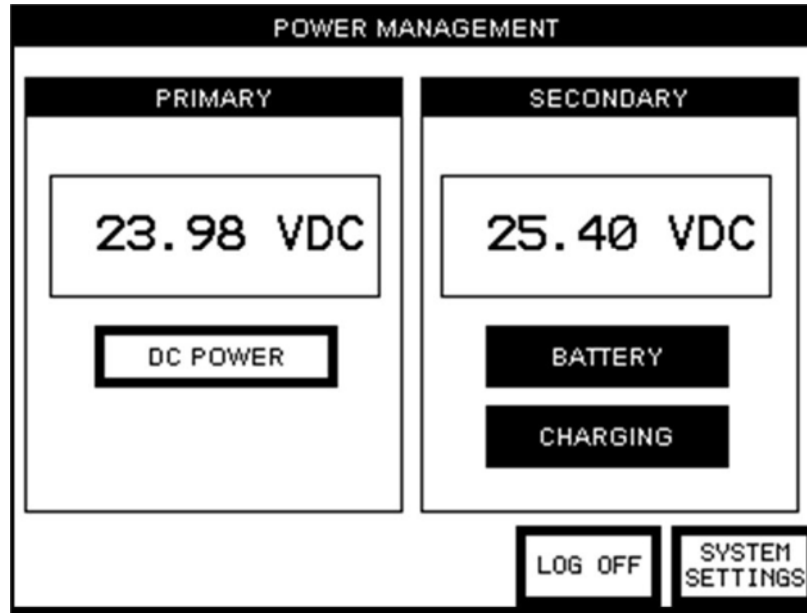 POWER MANAGEMENT
PRIMARY
23.98 VDC
DC POWER
SECONDARY
25.40 VDC
BATTERY
CHARGING
LOG OFF
SYSTEM
SETTINGS